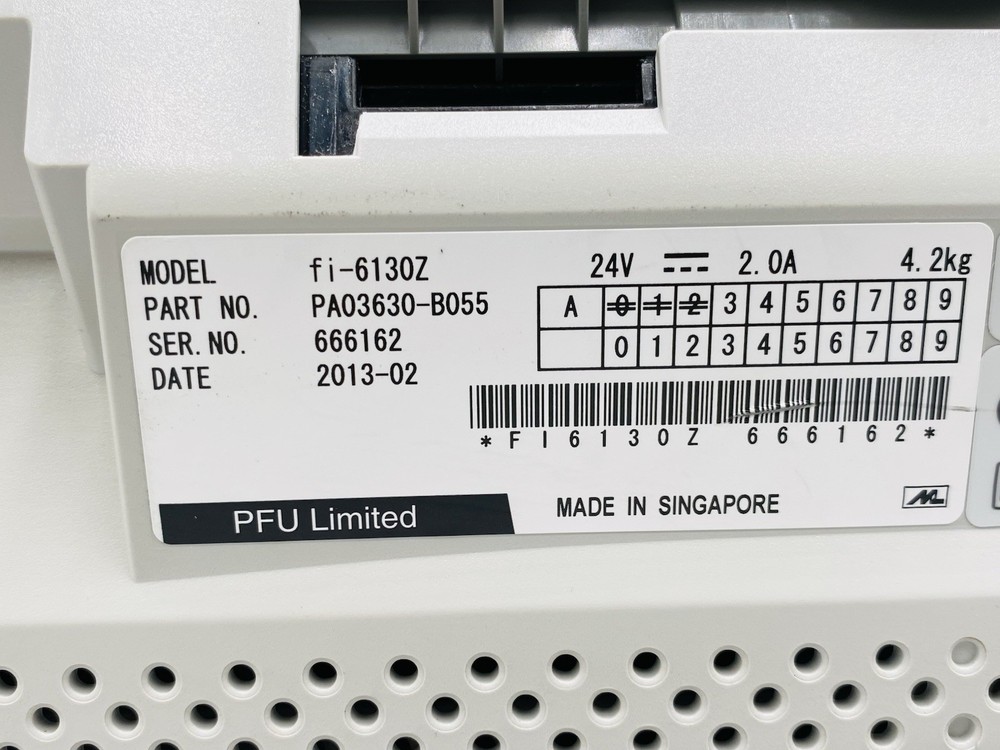 MODEL fi-6130Z 24V ⎓ 2.0A 4.2kg
PART NO. PA03630-B055
SER. NO. 666162
DATE 2013-02
A 0 1 2 3 4 5 6 7 8 9
0 1 2 3 4 5 6 7 8 9
*FI6130Z 666162*
PFU Limited MADE IN SINGAPORE